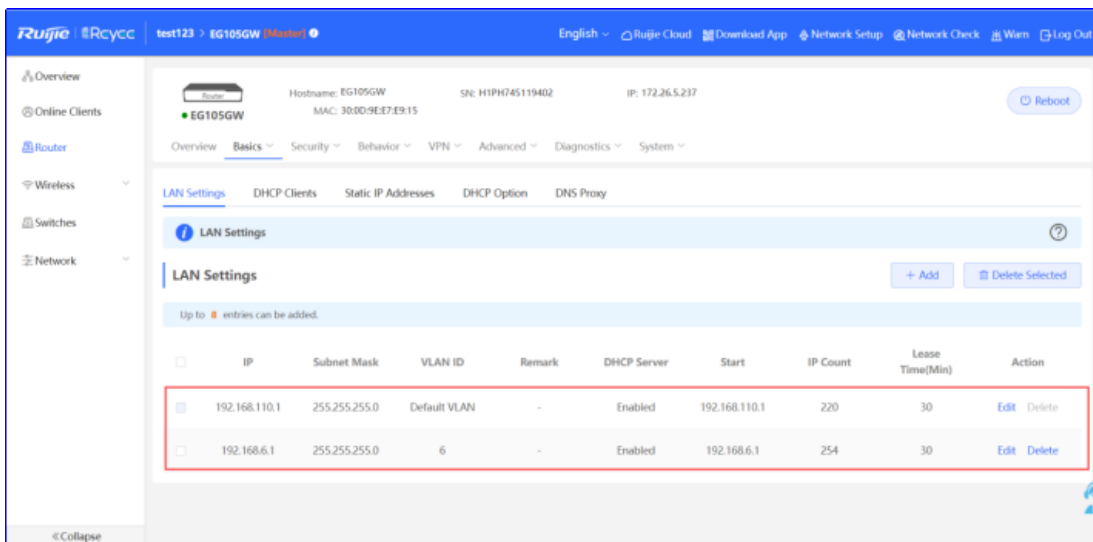 Ruijie Rcycc test123 > EG105GW [Master] English Ruijie Cloud Download App Network Setup Network Check Warn Log Out
Overview
Online Clients
Router
Wireless
Switches
Network
Router
EG105GW
Hostname: EG105GW SN: H1PH745119402 IP: 172.26.5.237
MAC: 30:0D:9E:E7:E9:15
Reboot
Overview Basics Security Behavior VPN Advanced Diagnostics System
LAN Settings DHCP Clients Static IP Addresses DHCP Option DNS Proxy
LAN Settings
LAN Settings
+ Add Delete Selected
Up to 8 entries can be added.
IP Subnet Mask VLAN ID Remark DHCP Server Start IP Count Lease Time(Min) Action
192.168.110.1 255.255.255.0 Default VLAN - Enabled 192.168.110.1 220 30 Edit Delete
192.168.6.1 255.255.255.0 6 - Enabled 192.168.6.1 254 30 Edit Delete
«Collapse